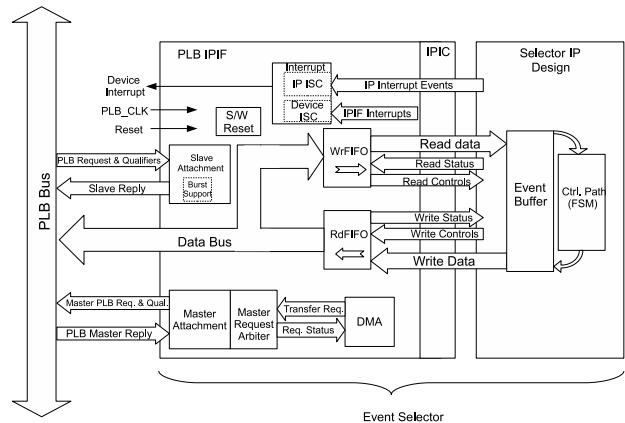 PLB IPIF
IPIC
Selector IP
Design
Interrupt
IP ISC
Device
ISC
IP Interrupt Events
IPIF Interrupts
Device
Interrupt
PLB_CLK
Reset
S/W
Reset
PLB Bus
PLB Request & Qualifiers
Slave Reply
Slave
Attachment
Burst
Support
WrFIFO
Read data
Read Status
Read Controls
Event
Buffer
Ctrl. Path
(FSM)
Data Bus
RdFIFO
Write Status
Write Controls
Write Data
Master PLB Req. & Qual.
PLB Master Reply
Master
Attachment
Master
Request
Arbiter
Transfer Req.
Req. Status
DMA
Event Selector